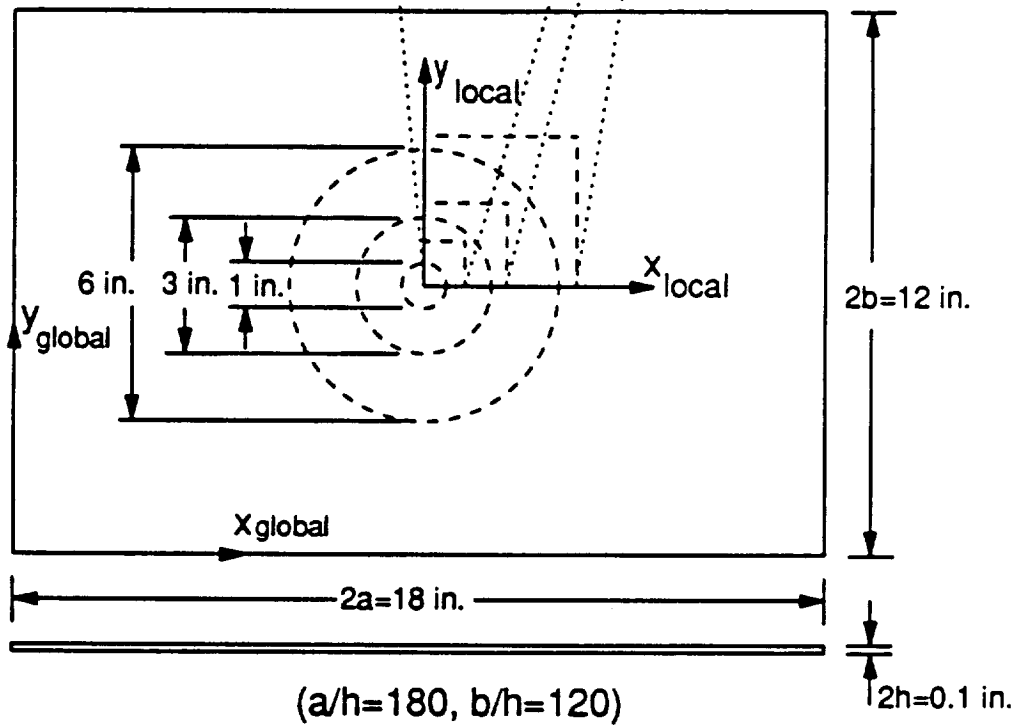 y local
6 in. 3 in. 1 in.
x local
2b=12 in.
y global
x global
2a=18 in.
2h=0.1 in.
(a/h=180, b/h=120)